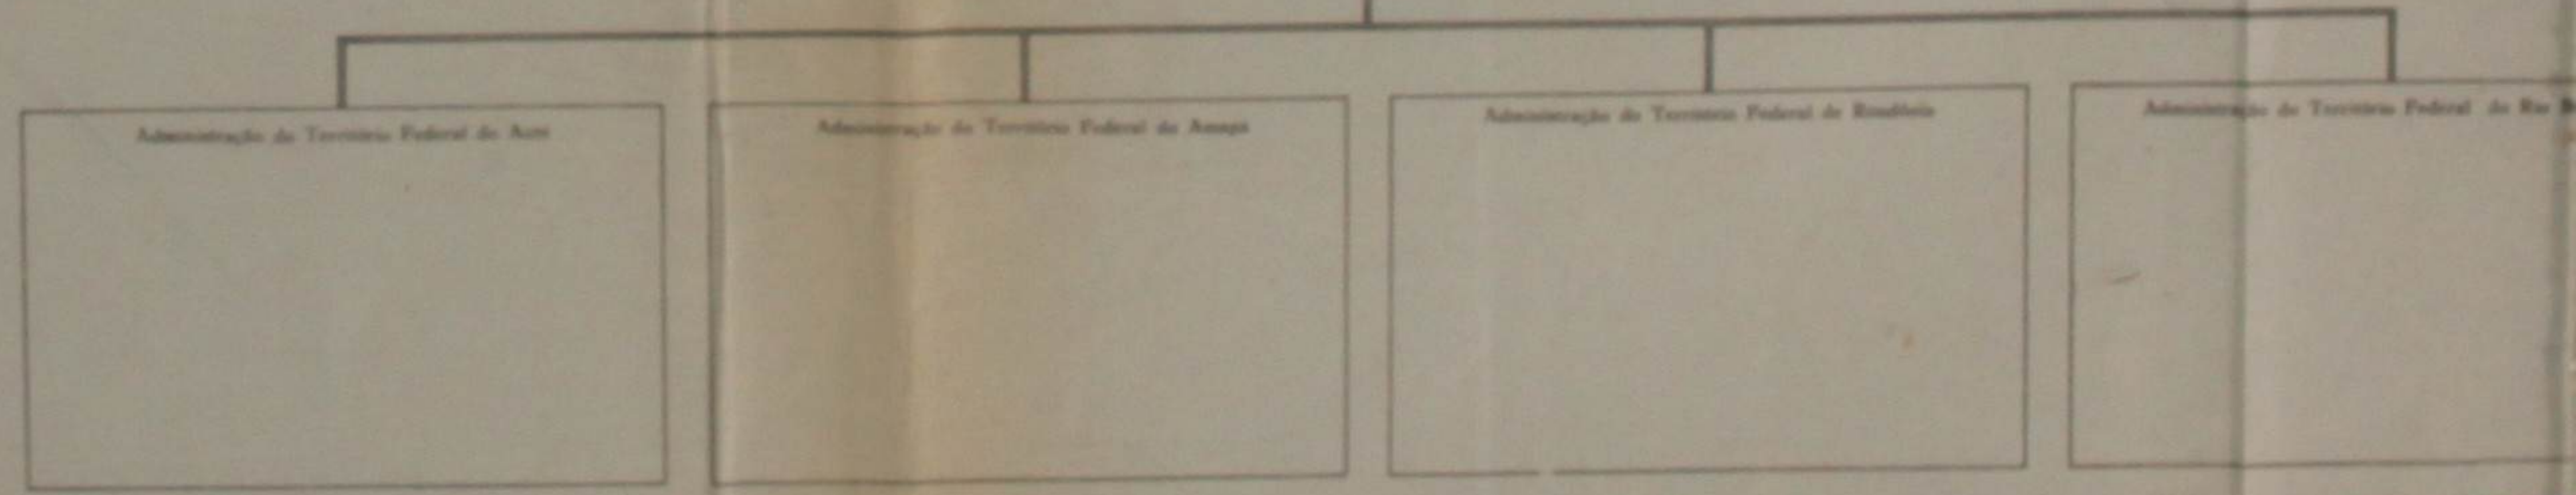 Administração do Território Federal do Acre
Administração do Território Federal do Amapá
Administração do Território Federal de Rondônia
Administração do Território Federal do Rio